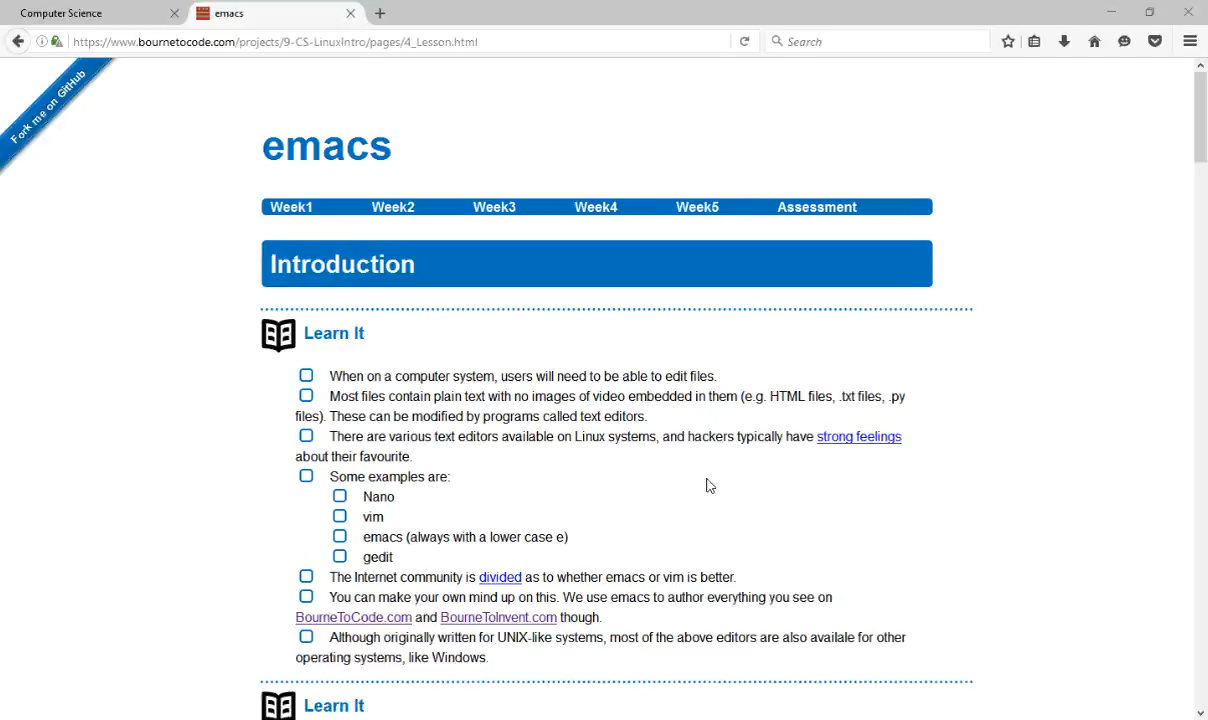 Computer Science
emacs
https://www.bournetocode.com/projects/9-CS-LinuxIntro/pages/4_Lesson.html
Search
Fork me on GitHub
emacs
Week1 Week2 Week3 Week4 Week5 Assessment
Introduction
Learn It
When on a computer system, users will need to be able to edit files.
Most files contain plain text with no images of video embedded in them (e.g. HTML files, .txt files, .py
files). These can be modified by programs called text editors.
There are various text editors available on Linux systems, and hackers typically have strong feelings
about their favourite.
Some examples are:
Nano
vim
emacs (always with a lower case e)
gedit
The Internet community is divided as to whether emacs or vim is better.
You can make your own mind up on this. We use emacs to author everything you see on
BourneToCode.com and BourneToInvent.com though.
Although originally written for UNIX-like systems, most of the above editors are also availale for other
operating systems, like Windows.
Learn It